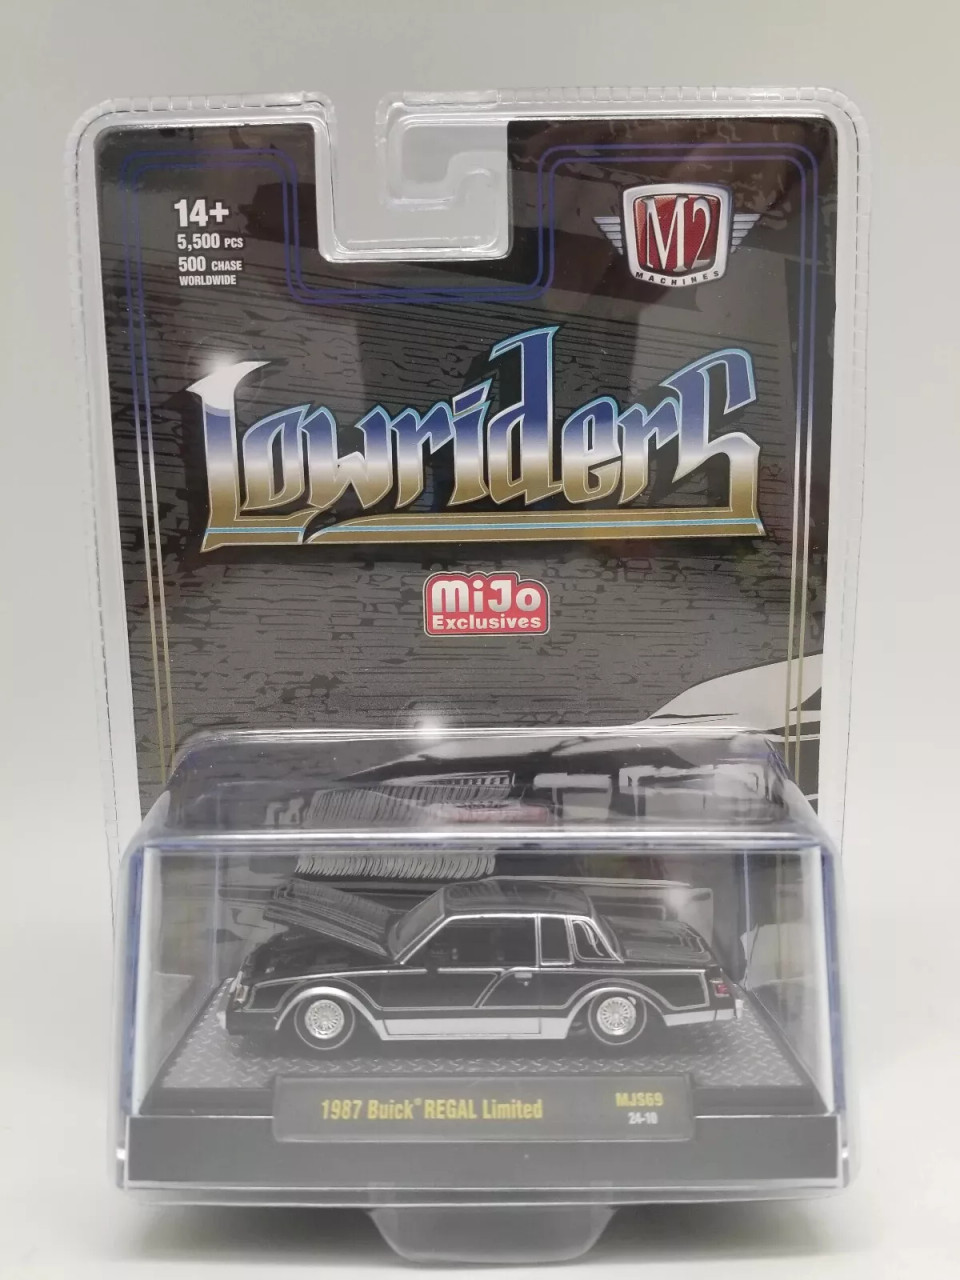 14+
5,500 PCS
500 CHASE
WORLDWIDE
M2
MACHINES
Lowriders
MiJo
Exclusives
1987 Buick® REGAL Limited
MJS69
24-10